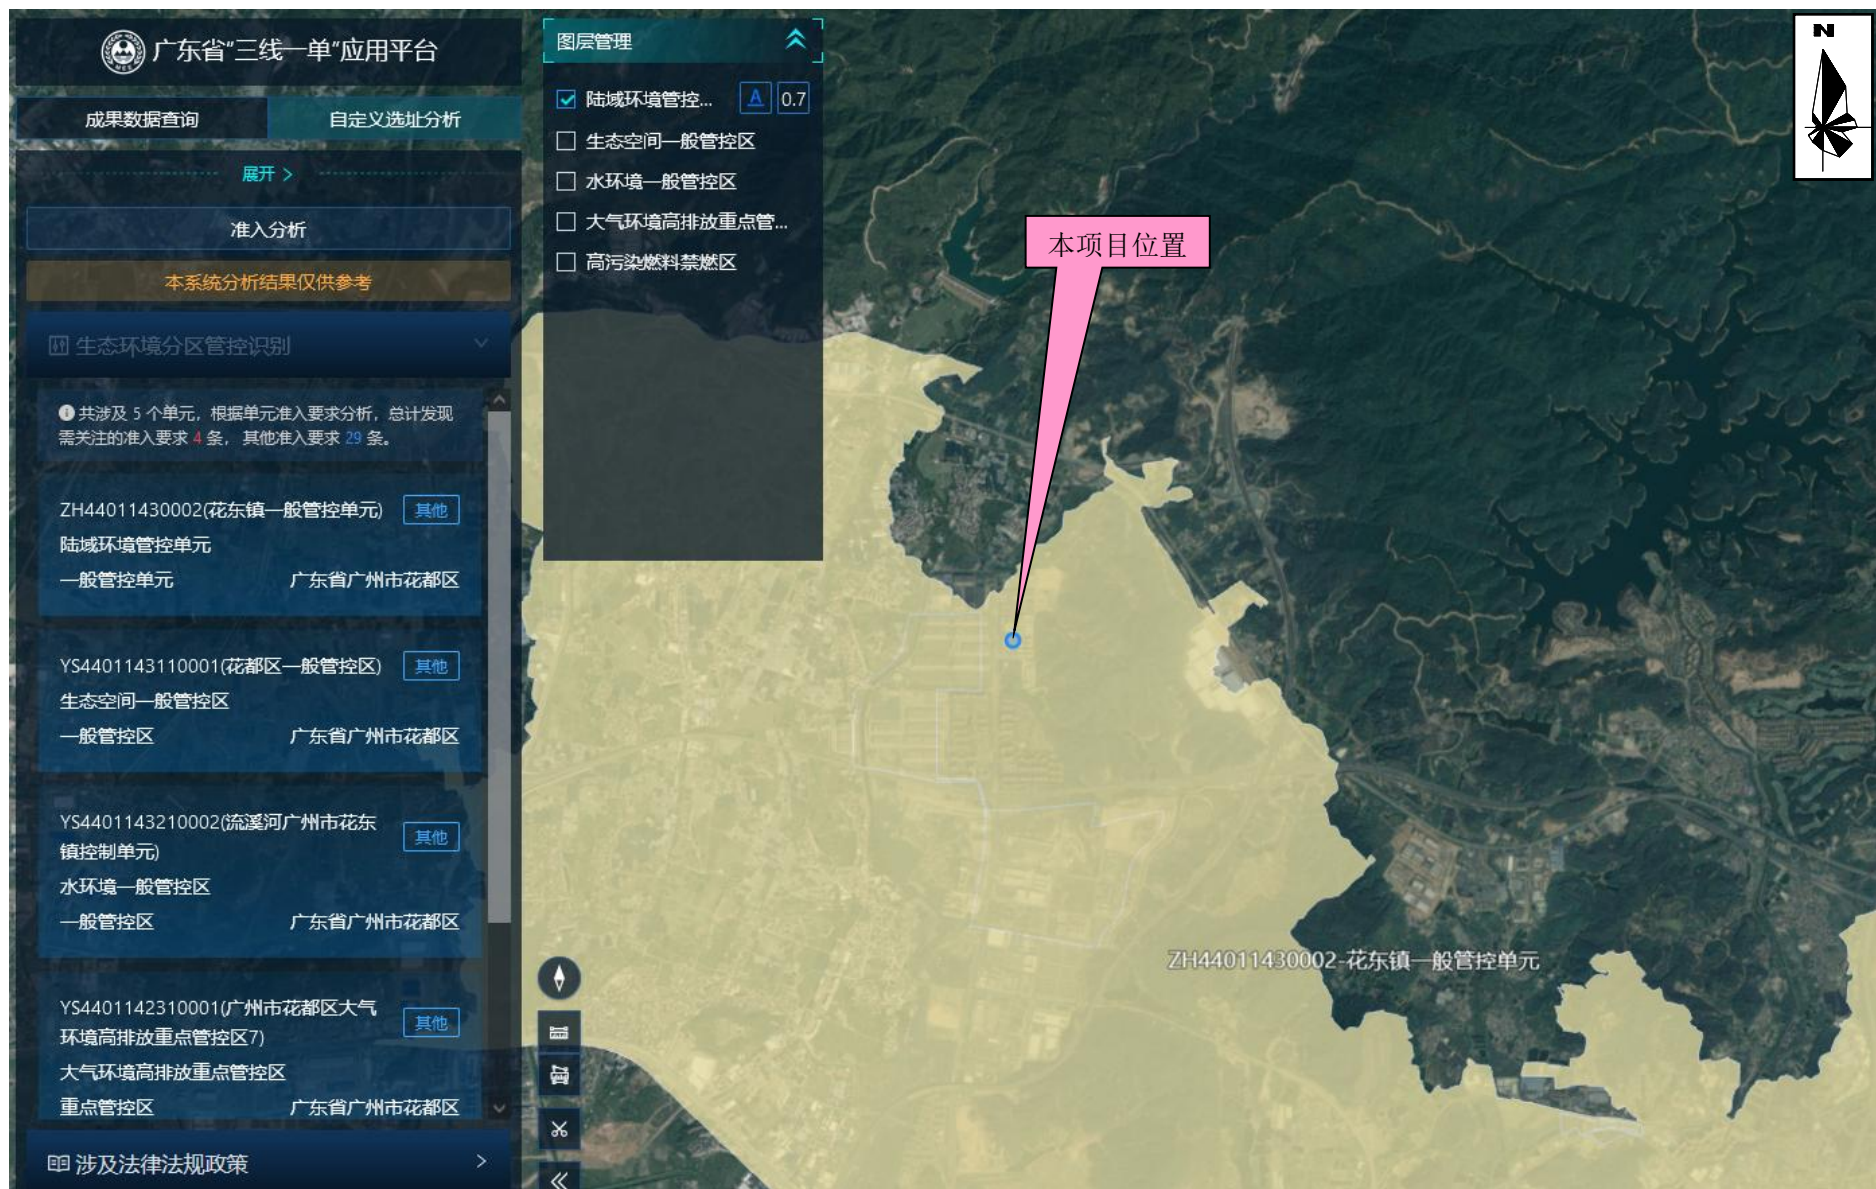 广东省“三线一单”应用平台
成果数据查询
自定义选址分析
展开 >
准入分析
本系统分析结果仅供参考
生态环境分区管控识别
共涉及 5 个单元，根据单元准入要求分析，总计发现
需关注的准入要求 4 条， 其他准入要求 29 条。
ZH44011430002(花东镇一般管控单元) 其他
陆域环境管控单元
一般管控单元 广东省广州市花都区
YS4401143110001(花都区一般管控区) 其他
生态空间一般管控区
一般管控区 广东省广州市花都区
YS4401143210002(流溪河广州市花东
镇控制单元) 其他
水环境一般管控区
一般管控区 广东省广州市花都区
YS4401142310001(广州市花都区大气
环境高排放重点管控区7) 其他
大气环境高排放重点管控区
重点管控区 广东省广州市花都区
涉及法律法规政策 >
图层管理
陆域环境管控... A 0.7
生态空间一般管控区
水环境一般管控区
大气环境高排放重点管...
高污染燃料禁燃区
本项目位置
N
ZH44011430002-花东镇一般管控单元